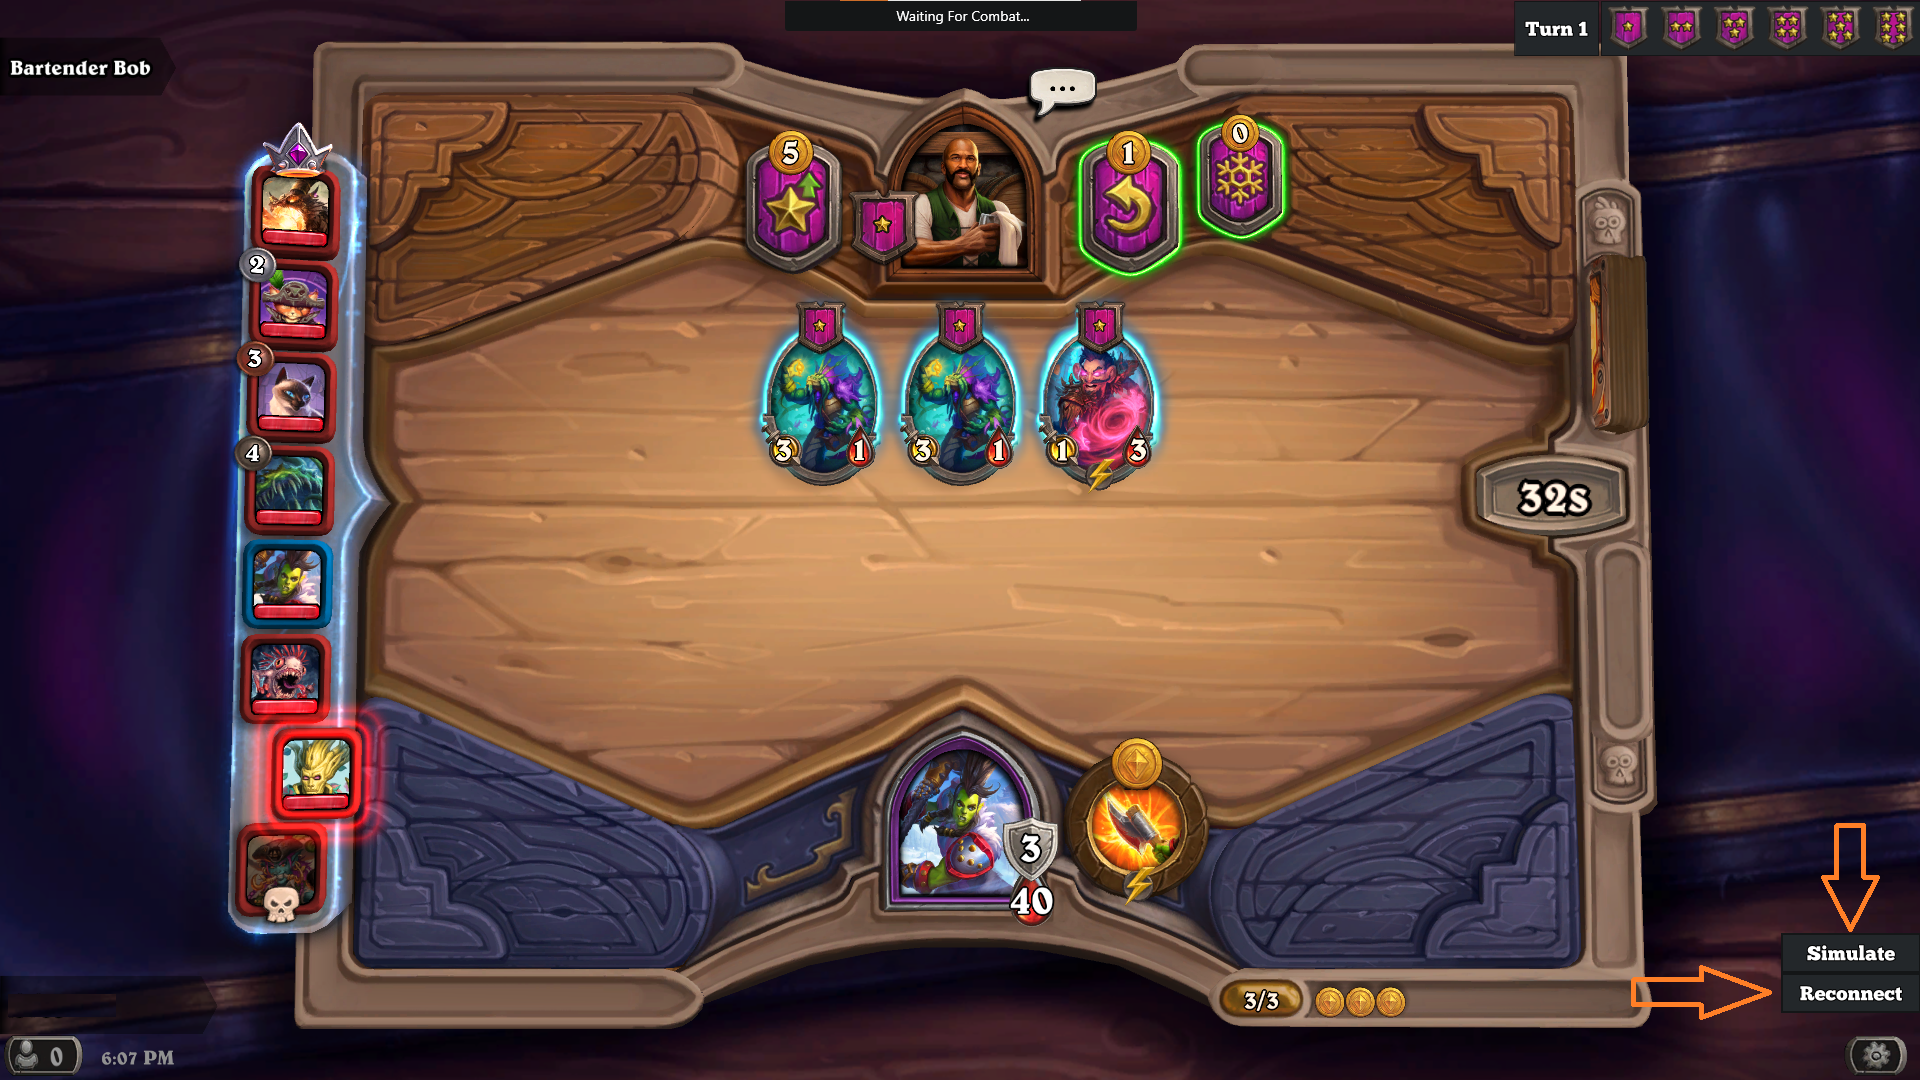 Waiting For Combat...
Turn 1
Bartender Bob
...
5
1
0
2
3
4
3
1
3
1
1
3
32s
3
40
Simulate
Reconnect
3/3
0
6:07 PM